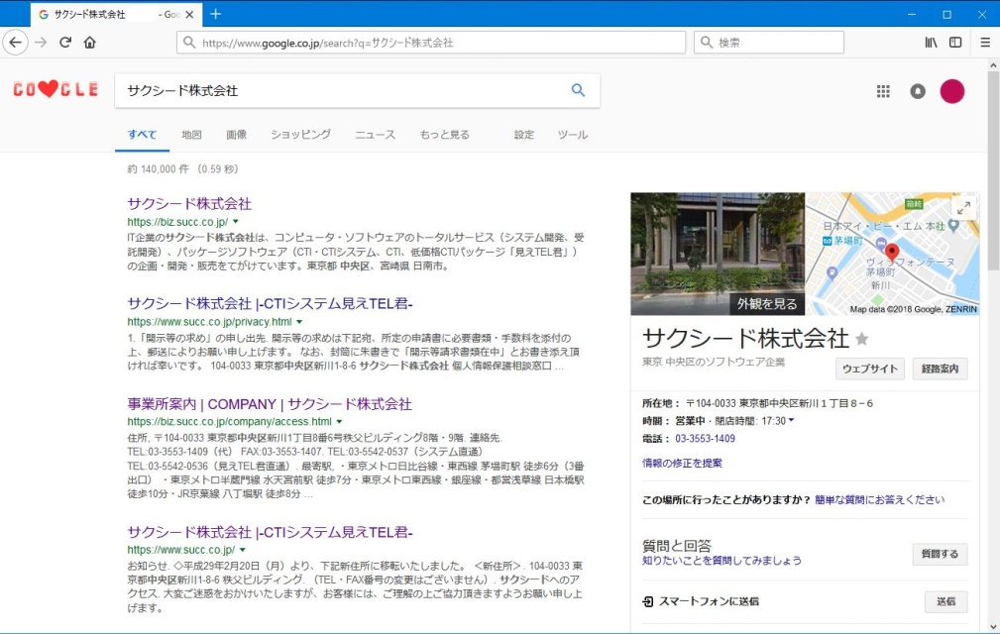 サクシード株式会社 - Goo
https://www.google.co.jp/search?q=サクシード株式会社
検索
GO CLE
サクシード株式会社
すべて 地図 画像 ショッピング ニュース もっと見る 設定 ツール
約 140,000 件 （0.59 秒）
サクシード株式会社
https://biz.succ.co.jp/
IT企業のサクシード株式会社は、コンピュータ・ソフトウェアのトータルサービス（システム開発、受
託開発）、パッケージソフトウェア（CTI・CTIシステム、CTI、低価格CTIパッケージ「見えTEL君」）
の企画・開発・販売をてがけています。東京都 中央区、宮崎県 日南市。
サクシード株式会社 |-CTIシステム見えTEL君-
https://www.succ.co.jp/privacy.html
1.「開示等の求め」の申し出先. 開示等の求めは下記宛、所定の申請書に必要書類・手数料を添付の
上、郵送によりお願い申し上げます。 なお、封筒に朱書きで「開示等請求書類在中」とお書き添え頂
ければ幸いです。 104-0033 東京都中央区新川1-8-6 サクシード株式会社 個人情報保護相談窓口 ...
事業所案内 | COMPANY | サクシード株式会社
https://biz.succ.co.jp/company/access.html
住所, 〒104-0033 東京都中央区新川1丁目8番6号秩父ビルディング8階・9階. 連絡先.
TEL:03-3553-1409（代） FAX:03-3553-1407. TEL:03-5542-0537（システム直通）
TEL:03-5542-0536（見えTEL君直通）. 最寄駅, ・東京メトロ日比谷線・東西線 茅場町駅 徒歩6分（3番
出口） ・東京メトロ半蔵門線 水天宮前駅 徒歩7分・東京メトロ東西線・銀座線・都営浅草線 日本橋駅
徒歩10分・JR京葉線 八丁堀駅 徒歩8分 ...
サクシード株式会社 |-CTIシステム見えTEL君-
https://www.succ.co.jp/
お知らせ. ◇平成29年2月20日（月）より、下記新住所に移転いたしました。 ＜新住所＞. 104-0033 東
京都中央区新川1-8-6 秩父ビルディング. （TEL・FAX番号の変更はございません）. サクシードへのア
クセス. 大変ご迷惑をおかけいたしますが、お客様には、ご理解の上ご協力頂きますようお願い申し上
げます。
外観を見る
箱崎
日本アイ・ビー・エム 本社
茅場町
ヴィラフォンテーヌ
茅場町
新川
Map data ©2018 Google, ZENRIN
サクシード株式会社
東京 中央区のソフトウェア企業
ウェブサイト 経路案内
所在地： 〒104-0033 東京都中央区新川１丁目８−６
時間： 営業中・閉店時間: 17:30
電話： 03-3553-1409
情報の修正を提案
この場所に行ったことがありますか？ 簡単な質問にお答えください
質問と回答
知りたいことを質問してみましょう
質問する
スマートフォンに送信
送信